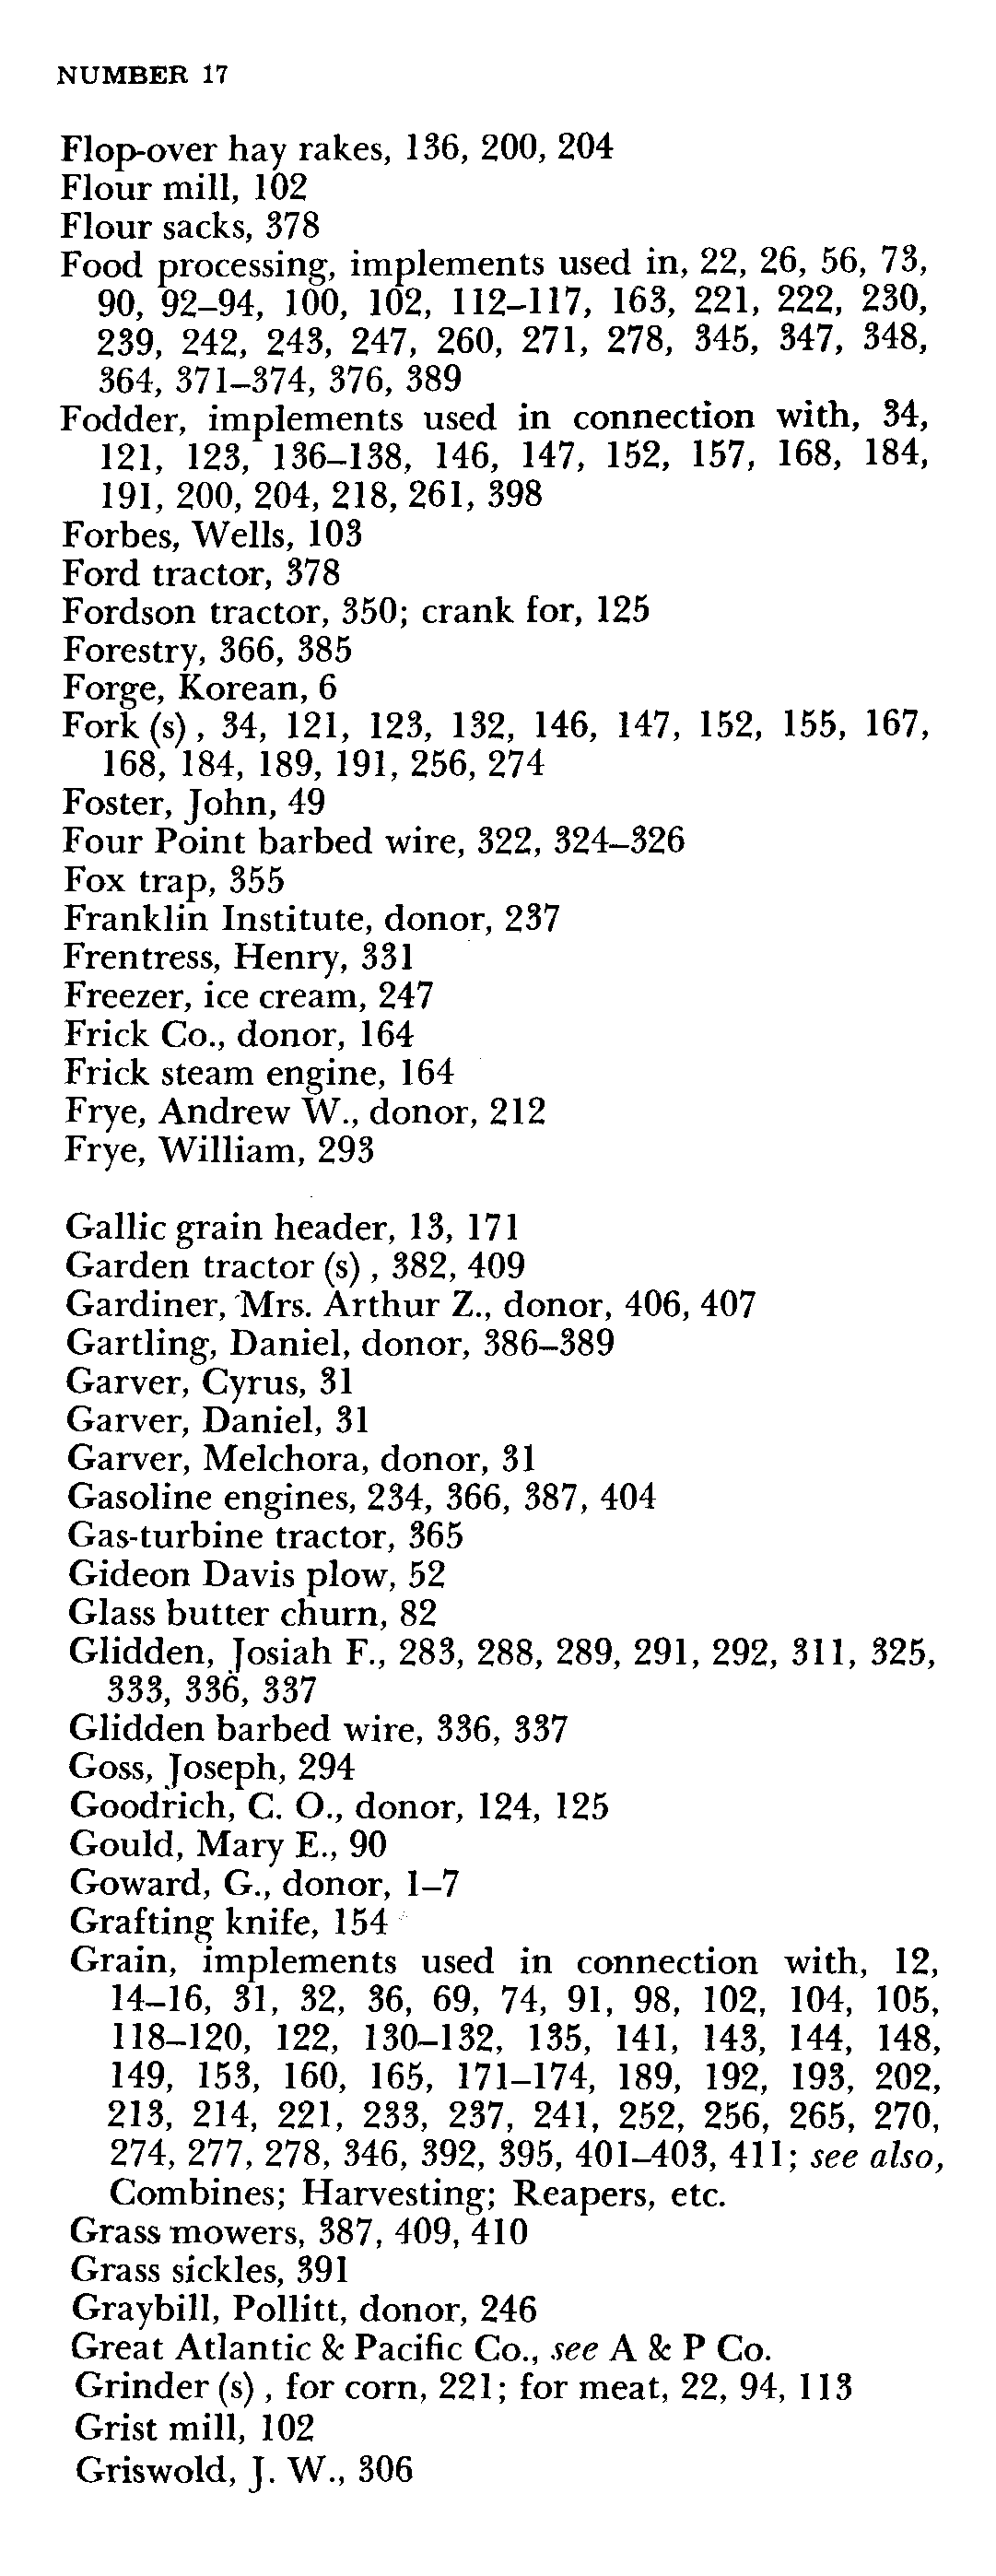 NUMBER 17
Flop-over hay rakes, 136, 200, 204
Flour mill, 102
Flour sacks, 378
Food processing, implements used in, 22, 26, 56, 73,
90, 92–94, 100, 102, 112–117, 163, 221, 222, 230,
239, 242, 243, 247, 260, 271, 278, 345, 347, 348,
364, 371–374, 376, 389
Fodder, implements used in connection with, 34,
121, 123, 136–138, 146, 147, 152, 157, 168, 184,
191, 200, 204, 218, 261, 398
Forbes, Wells, 103
Ford tractor, 378
Fordson tractor, 350; crank for, 125
Forestry, 366, 385
Forge, Korean, 6
Fork (s) , 34, 121, 123, 132, 146, 147, 152, 155, 167,
168, 184, 189, 191, 256, 274
Foster, John, 49
Four Point barbed wire, 322, 324–326
Fox trap, 355
Franklin Institute, donor, 237
Frentress, Henry, 331
Freezer, ice cream, 247
Frick Co., donor, 164
Frick steam engine, 164
Frye, Andrew W., donor, 212
Frye, William, 293
Gallic grain header, 13, 171
Garden tractor (s) , 382, 409
Gardiner, Mrs. Arthur Z., donor, 406, 407
Gartling, Daniel, donor, 386–389
Garver, Cyrus, 31
Garver, Daniel, 31
Garver, Melchora, donor, 31
Gasoline engines, 234, 366, 387, 404
Gas-turbine tractor, 365
Gideon Davis plow, 52
Glass butter churn, 82
Glidden, Josiah F., 283, 288, 289, 291, 292, 311, 325,
333, 336, 337
Glidden barbed wire, 336, 337
Goss, Joseph, 294
Goodrich, C. O., donor, 124, 125
Gould, Mary E., 90
Goward, G., donor, 1–7
Grafting knife, 154
Grain, implements used in connection with, 12,
14–16, 31, 32, 36, 69, 74, 91, 98, 102, 104, 105,
118–120, 122, 130–132, 135, 141, 143, 144, 148,
149, 153, 160, 165, 171–174, 189, 192, 193, 202,
213, 214, 221, 233, 237, 241, 252, 256, 265, 270,
274, 277, 278, 346, 392, 395, 401–403, 411; see also,
Combines; Harvesting; Reapers, etc.
Grass mowers, 387, 409, 410
Grass sickles, 391
Graybill, Pollitt, donor, 246
Great Atlantic & Pacific Co., see A & P Co.
Grinder (s) , for corn, 221; for meat, 22, 94, 113
Grist mill, 102
Griswold, J. W., 306